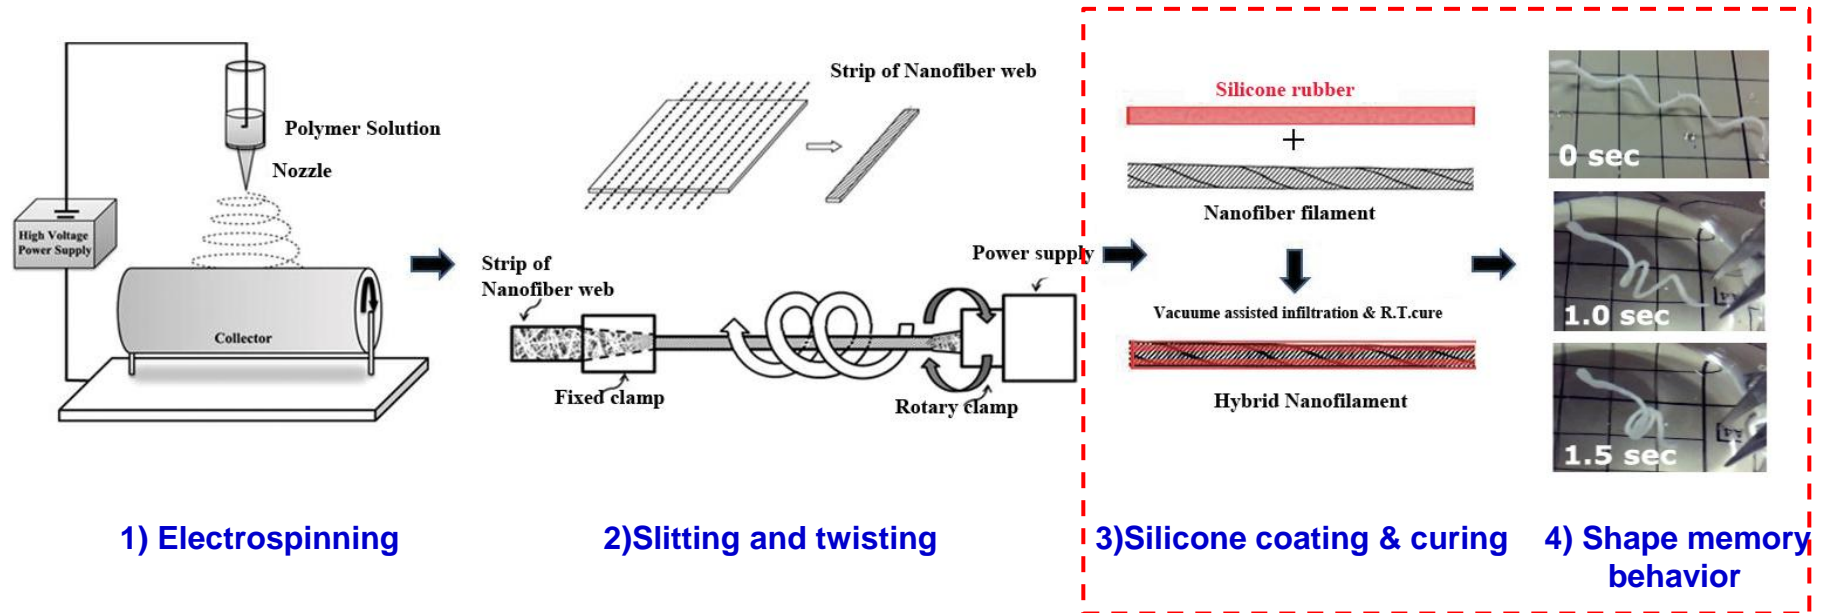 Polymer Solution
Nozzle
High Voltage
Power Supply
Collector
Strip of Nanofiber web
Strip of
Nanofiber web
Fixed clamp
Power supply
Rotary clamp
Silicone rubber
+
Nanofiber filament
Vacuume assisted infiltration & R.T.cure
Hybrid Nanofilament
0 sec
1.0 sec
1.5 sec
1) Electrospinning
2)Slitting and twisting
3)Silicone coating & curing
4) Shape memory
behavior